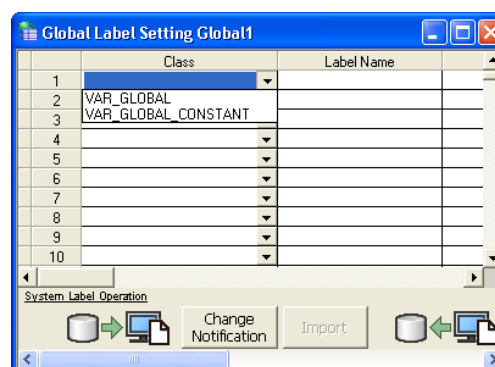 Global Label Setting Global1
Class Label Name
1
2 VAR_GLOBAL
3 VAR_GLOBAL_CONSTANT
4
5
6
7
8
9
10
System Label Operation
Change
Notification
Import